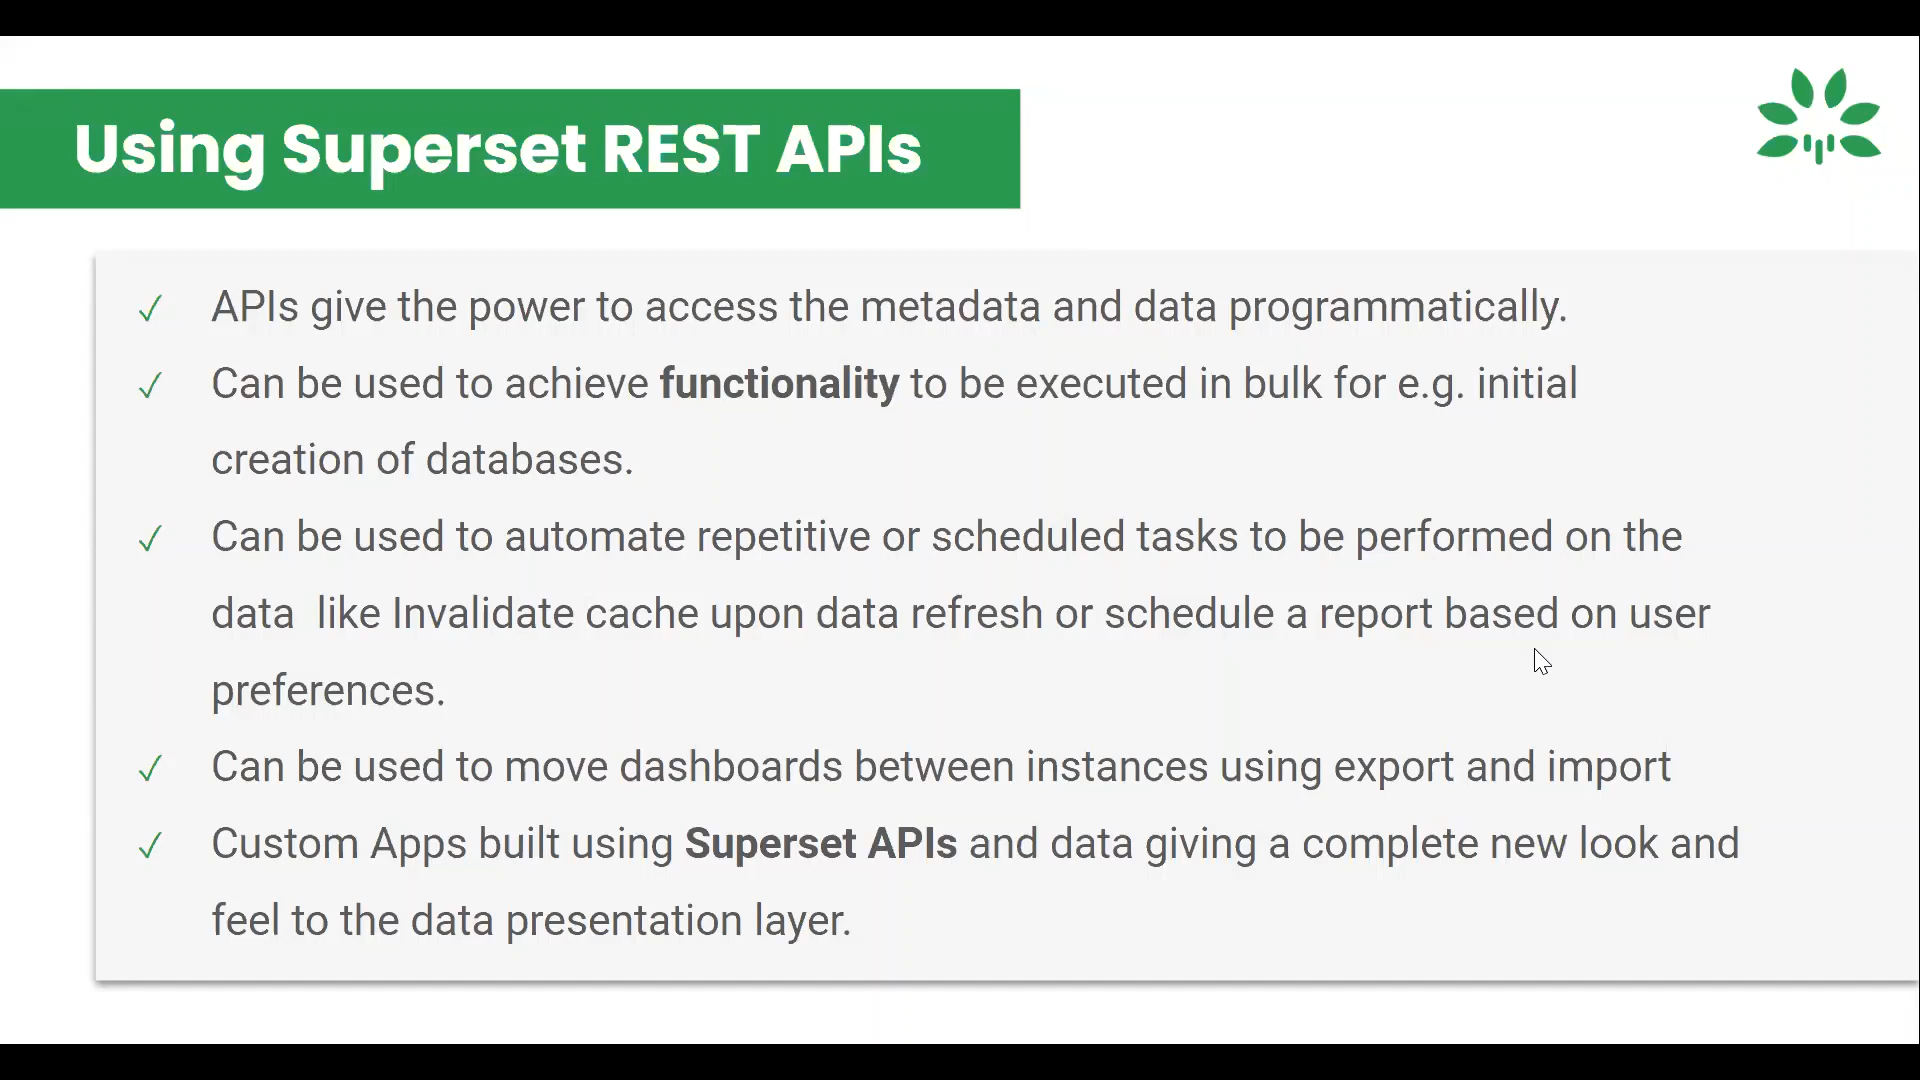 Using Superset REST APIs
✓ APIs give the power to access the metadata and data programmatically.
✓ Can be used to achieve functionality to be executed in bulk for e.g. initial
creation of databases.
✓ Can be used to automate repetitive or scheduled tasks to be performed on the
data  like Invalidate cache upon data refresh or schedule a report based on user
preferences.
✓ Can be used to move dashboards between instances using export and import
✓ Custom Apps built using Superset APIs and data giving a complete new look and
feel to the data presentation layer.